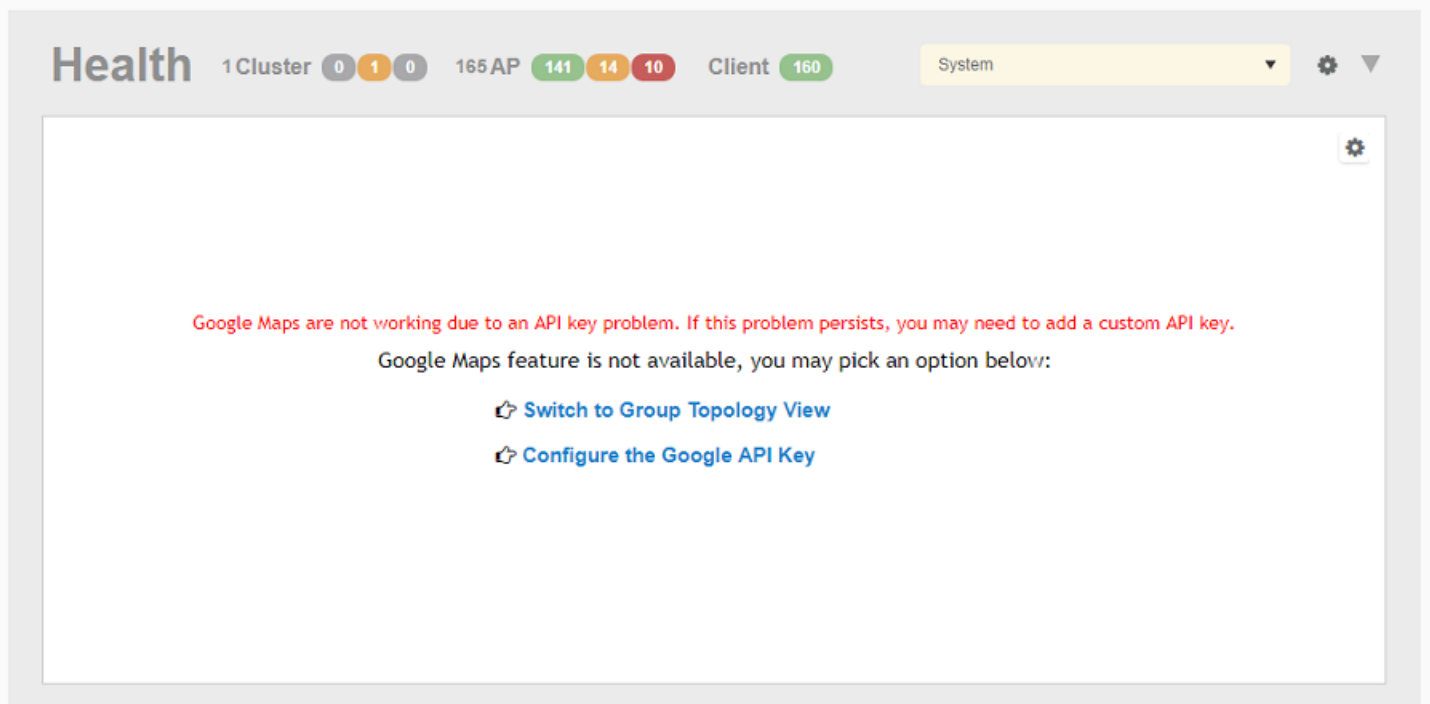 Health 1 Cluster 0 1 0 165 AP 141 14 10 Client 160 System
Google Maps are not working due to an API key problem. If this problem persists, you may need to add a custom API key.
Google Maps feature is not available, you may pick an option below:
Switch to Group Topology View
Configure the Google API Key